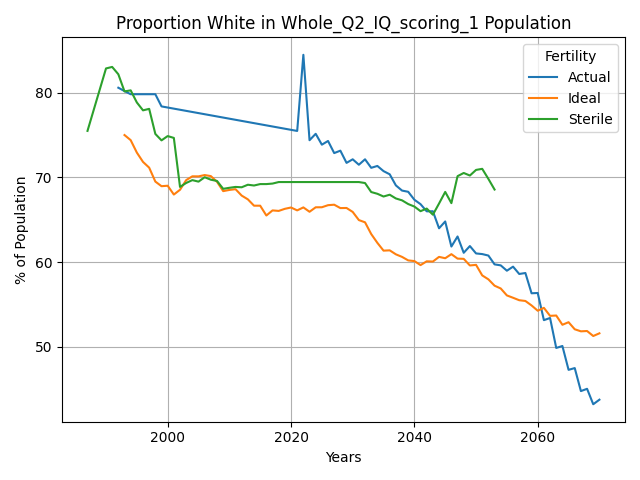 Proportion White in Whole_Q2_IQ_scoring_1 Population
Fertility
Actual
Ideal
Sterile
% of Population
80
70
60
50
2000
2020
2040
2060
Years